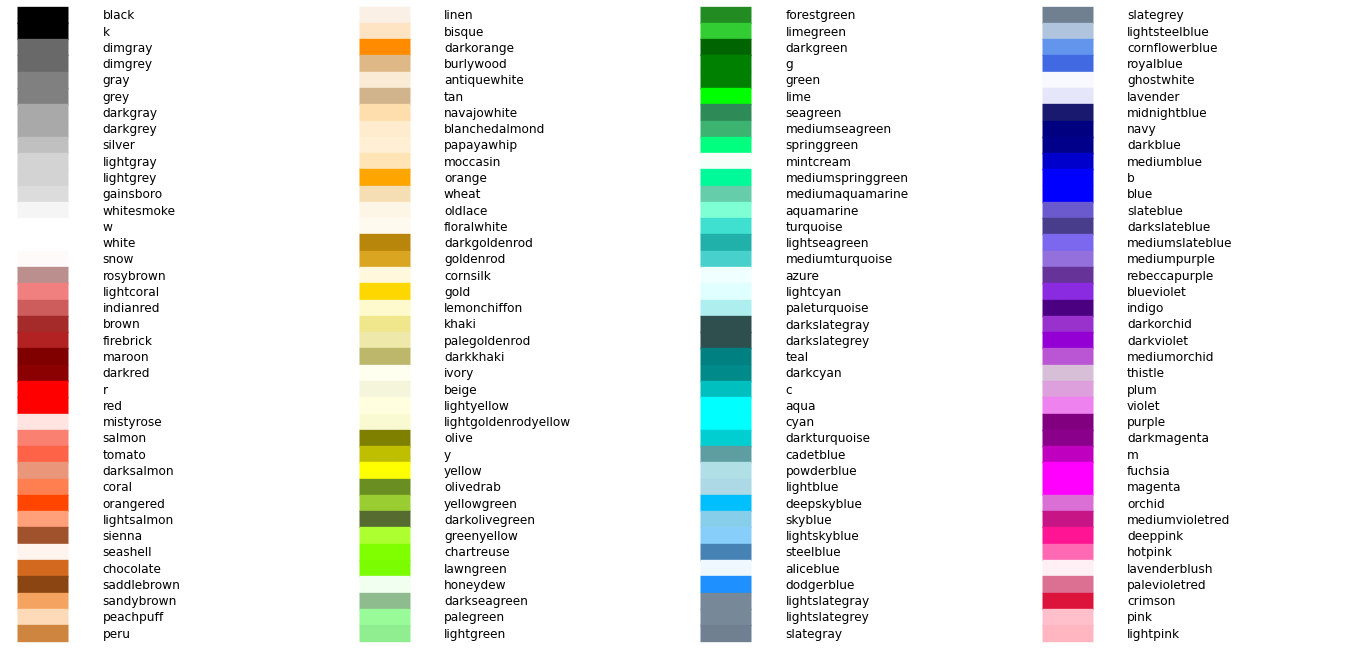 black
k
dimgray
dimgrey
gray
grey
darkgray
darkgrey
silver
lightgray
lightgrey
gainsboro
whitesmoke
w
white
snow
rosybrown
lightcoral
indianred
brown
firebrick
maroon
darkred
r
red
mistyrose
salmon
tomato
darksalmon
coral
orangered
lightsalmon
sienna
seashell
chocolate
saddlebrown
sandybrown
peachpuff
peru
linen
bisque
darkorange
burlywood
antiquewhite
tan
navajowhite
blanchedalmond
papayawhip
moccasin
orange
wheat
oldlace
floralwhite
darkgoldenrod
goldenrod
cornsilk
gold
lemonchiffon
khaki
palegoldenrod
darkkhaki
ivory
beige
lightyellow
lightgoldenrodyellow
olive
y
yellow
olivedrab
yellowgreen
darkolivegreen
greenyellow
chartreuse
lawngreen
honeydew
darkseagreen
palegreen
lightgreen
forestgreen
limegreen
darkgreen
g
green
lime
seagreen
mediumseagreen
springgreen
mintcream
mediumspringgreen
mediumaquamarine
aquamarine
turquoise
lightseagreen
mediumturquoise
azure
lightcyan
paleturquoise
darkslategray
darkslategrey
teal
darkcyan
c
aqua
cyan
darkturquoise
cadetblue
powderblue
lightblue
deepskyblue
skyblue
lightskyblue
steelblue
aliceblue
dodgerblue
lightslategray
lightslategrey
slategray
slategrey
lightsteelblue
cornflowerblue
royalblue
ghostwhite
lavender
midnightblue
navy
darkblue
mediumblue
b
blue
slateblue
darkslateblue
mediumslateblue
mediumpurple
rebeccapurple
blueviolet
indigo
darkorchid
darkviolet
mediumorchid
thistle
plum
violet
purple
darkmagenta
m
fuchsia
magenta
orchid
mediumvioletred
deeppink
hotpink
lavenderblush
palevioletred
crimson
pink
lightpink